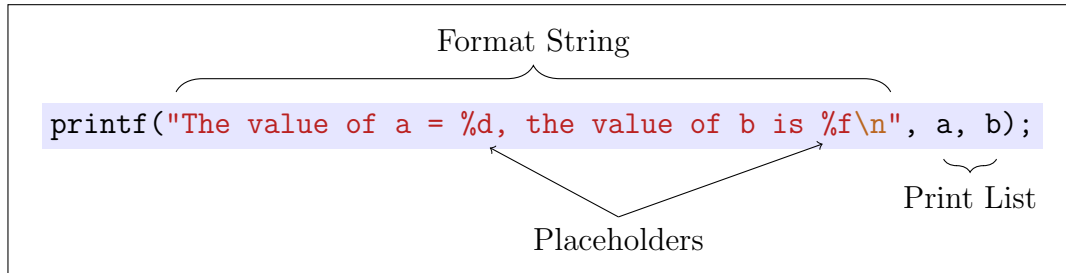 Format String
printf("The value of a = %d, the value of b is %f\n", a, b);
Print List
Placeholders